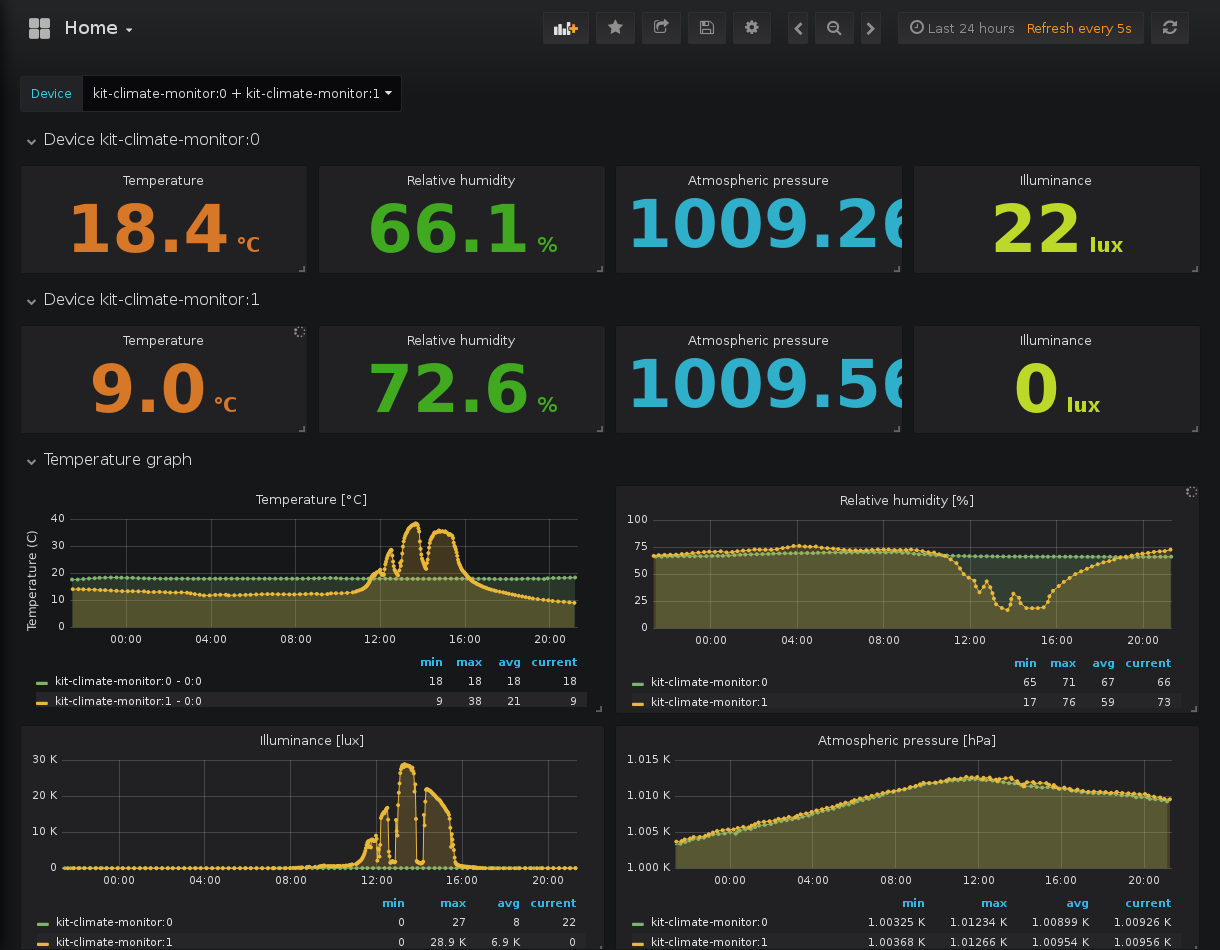 Home
Last 24 hours Refresh every 5s
Device kit-climate-monitor:0 + kit-climate-monitor:1
Device kit-climate-monitor:0
Temperature Relative humidity Atmospheric pressure Illuminance
18.4 °C 66.1 % 1009.26 22 lux
Device kit-climate-monitor:1
Temperature Relative humidity Atmospheric pressure Illuminance
9.0 °C 72.6 % 1009.56 0 lux
Temperature graph
Temperature [°C]
Temperature (C)
40
30
20
10
0
00:00 04:00 08:00 12:00 16:00 20:00
min max avg current
kit-climate-monitor:0 - 0:0 18 18 18 18
kit-climate-monitor:1 - 0:0 9 38 21 9
Relative humidity [%]
100
75
50
25
0
00:00 04:00 08:00 12:00 16:00 20:00
min max avg current
kit-climate-monitor:0 65 71 67 66
kit-climate-monitor:1 17 76 59 73
Illuminance [lux]
30 K
20 K
10 K
0
00:00 04:00 08:00 12:00 16:00 20:00
min max avg current
kit-climate-monitor:0 0 27 8 22
kit-climate-monitor:1 0 28.9 K 6.9 K 0
Atmospheric pressure [hPa]
1.015 K
1.010 K
1.005 K
1.000 K
00:00 04:00 08:00 12:00 16:00 20:00
min max avg current
kit-climate-monitor:0 1.00325 K 1.01234 K 1.00899 K 1.00926 K
kit-climate-monitor:1 1.00368 K 1.01266 K 1.00954 K 1.00956 K